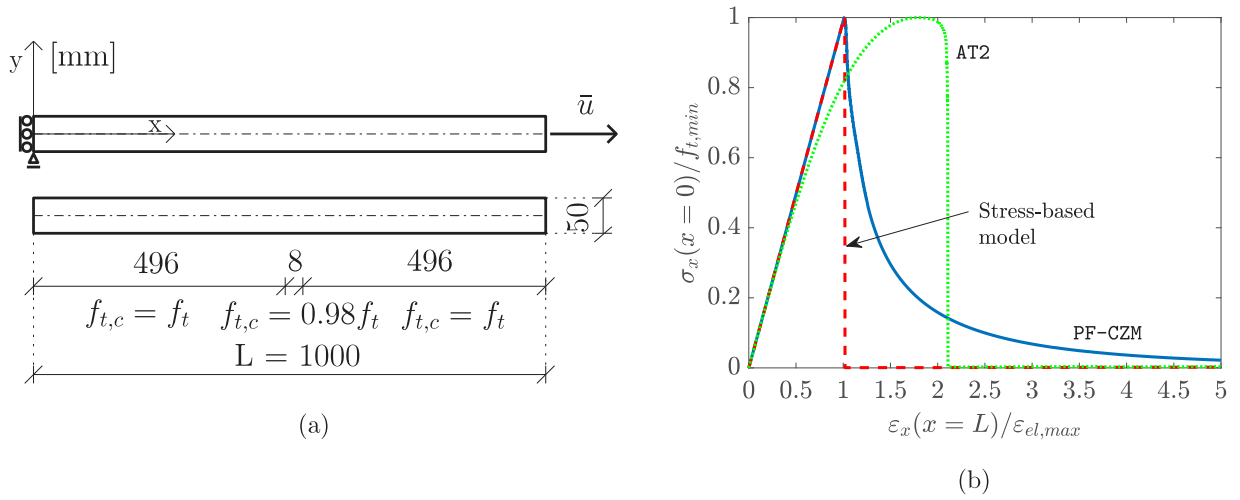 y [mm]
x
ū
50
496 8 496
f_{t,c} = f_t f_{t,c} = 0.98f_t f_{t,c} = f_t
L = 1000
(a)
σ_x(x = 0)/f_{t,min}
1
0.8
0.6
0.4
0.2
0
AT2
Stress-based
model
PF-CZM
0 0.5 1 1.5 2 2.5 3 3.5 4 4.5 5
ε_x(x = L)/ε_{el,max}
(b)